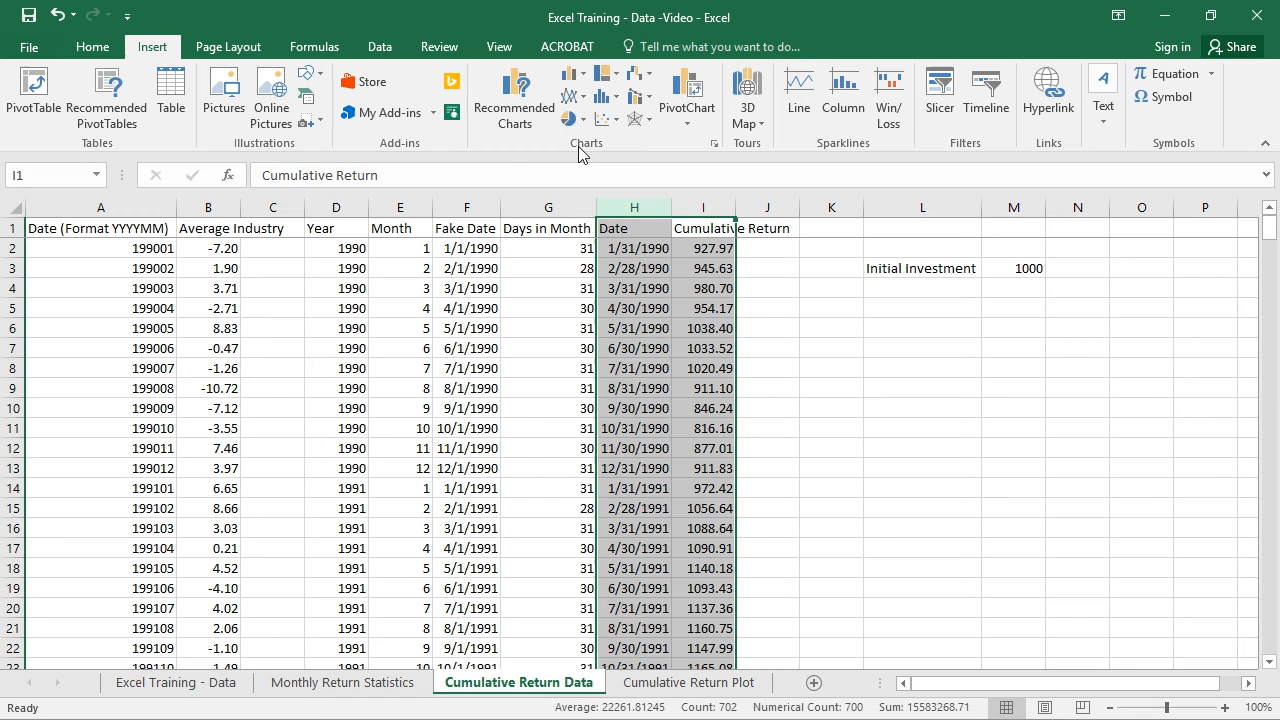 Excel Training - Data -Video - Excel
File Home Insert Page Layout Formulas Data Review View ACROBAT Tell me what you want to do... Sign in Share
PivotTable Recommended PivotTables Table Pictures Online Pictures Store My Add-ins Recommended Charts PivotChart 3D Map Line Column Win/Loss Slicer Timeline Hyperlink Text Equation Symbol
Tables Illustrations Add-ins Charts Tours Sparklines Filters Links Symbols
I1 fx Cumulative Return
A B C D E F G H I J K L M N O P
1 Date (Format YYYYMM) Average Industry Year Month Fake Date Days in Month Date Cumulative Return
2 199001 -7.20 1990 1 1/1/1990 31 1/31/1990 927.97
3 199002 1.90 1990 2 2/1/1990 28 2/28/1990 945.63 Initial Investment 1000
4 199003 3.71 1990 3 3/1/1990 31 3/31/1990 980.70
5 199004 -2.71 1990 4 4/1/1990 30 4/30/1990 954.17
6 199005 8.83 1990 5 5/1/1990 31 5/31/1990 1038.40
7 199006 -0.47 1990 6 6/1/1990 30 6/30/1990 1033.52
8 199007 -1.26 1990 7 7/1/1990 31 7/31/1990 1020.49
9 199008 -10.72 1990 8 8/1/1990 31 8/31/1990 911.10
10 199009 -7.12 1990 9 9/1/1990 30 9/30/1990 846.24
11 199010 -3.55 1990 10 10/1/1990 31 10/31/1990 816.16
12 199011 7.46 1990 11 11/1/1990 30 11/30/1990 877.01
13 199012 3.97 1990 12 12/1/1990 31 12/31/1990 911.83
14 199101 6.65 1991 1 1/1/1991 31 1/31/1991 972.42
15 199102 8.66 1991 2 2/1/1991 28 2/28/1991 1056.64
16 199103 3.03 1991 3 3/1/1991 31 3/31/1991 1088.64
17 199104 0.21 1991 4 4/1/1991 30 4/30/1991 1090.91
18 199105 4.52 1991 5 5/1/1991 31 5/31/1991 1140.18
19 199106 -4.10 1991 6 6/1/1991 30 6/30/1991 1093.43
20 199107 4.02 1991 7 7/1/1991 31 7/31/1991 1137.36
21 199108 2.06 1991 8 8/1/1991 31 8/31/1991 1160.75
22 199109 -1.10 1991 9 9/1/1991 30 9/30/1991 1147.99
23 199110 1.49 1991 10 10/1/1991 31 10/31/1991 1165.08
Excel Training - Data Monthly Return Statistics Cumulative Return Data Cumulative Return Plot
Ready Average: 22261.81245 Count: 702 Numerical Count: 700 Sum: 15583268.71 100%